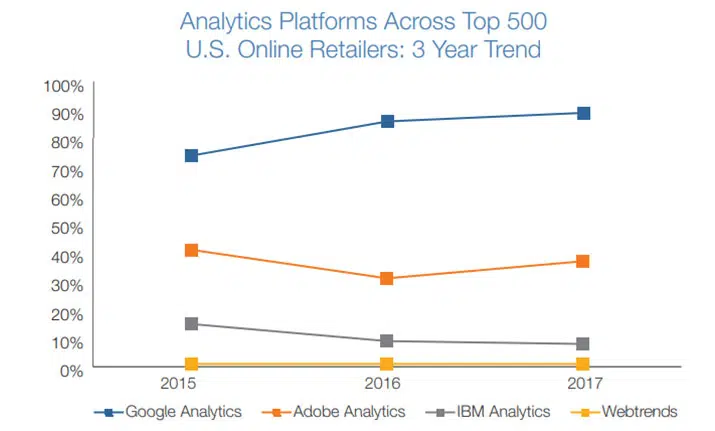 Analytics Platforms Across Top 500
U.S. Online Retailers: 3 Year Trend
100%
90%
80%
70%
60%
50%
40%
30%
20%
10%
0%
2015 2016 2017
Google Analytics Adobe Analytics IBM Analytics Webtrends